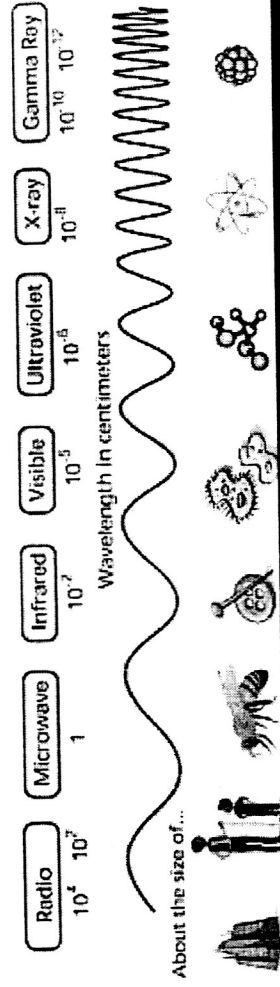 Radio Microwave Infrared Visible Ultraviolet X-ray Gamma Ray
10⁴ 10² 1 10⁻² 10⁻⁵ 10⁻⁶ 10⁻⁸ 10⁻¹⁰ 10⁻¹²
Wavelength in centimeters
About the size of...